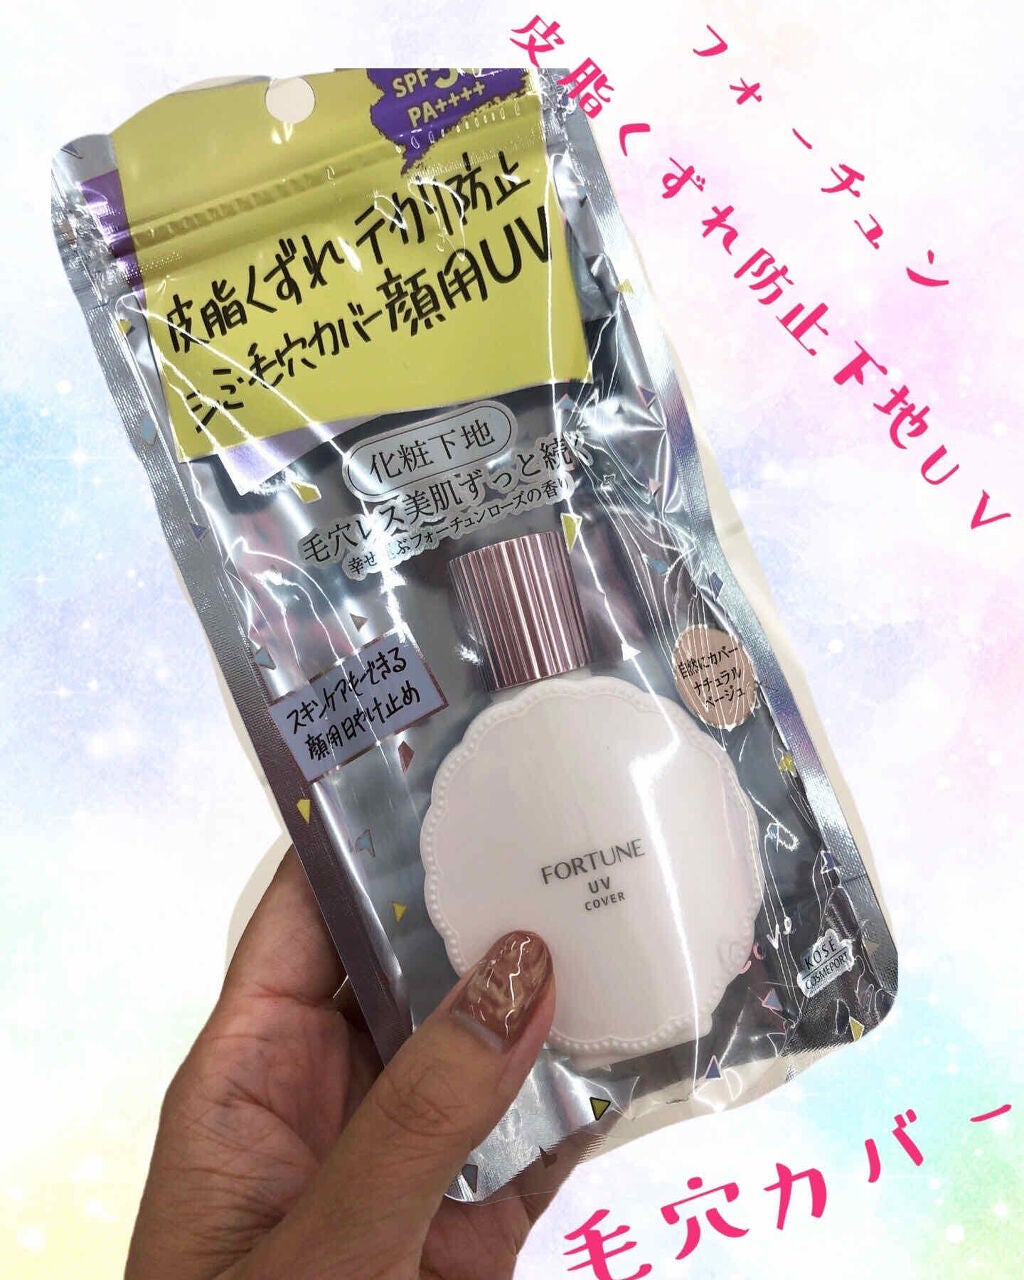 フォーチュン
皮脂くずれ防止下地UV
PA++++
皮脂くずれ テカリ防止
シミ・毛穴カバー顔用UV
化粧下地
毛穴レス美肌ずっと続く
フォーチュンローズの香り
スキンケアもできる
顔用日やけ止め
自然にカバー
ナチュラル
ベージュ
FORTUNE
UV
COVER
KOSÉ
COSMEPORT
毛穴カバー